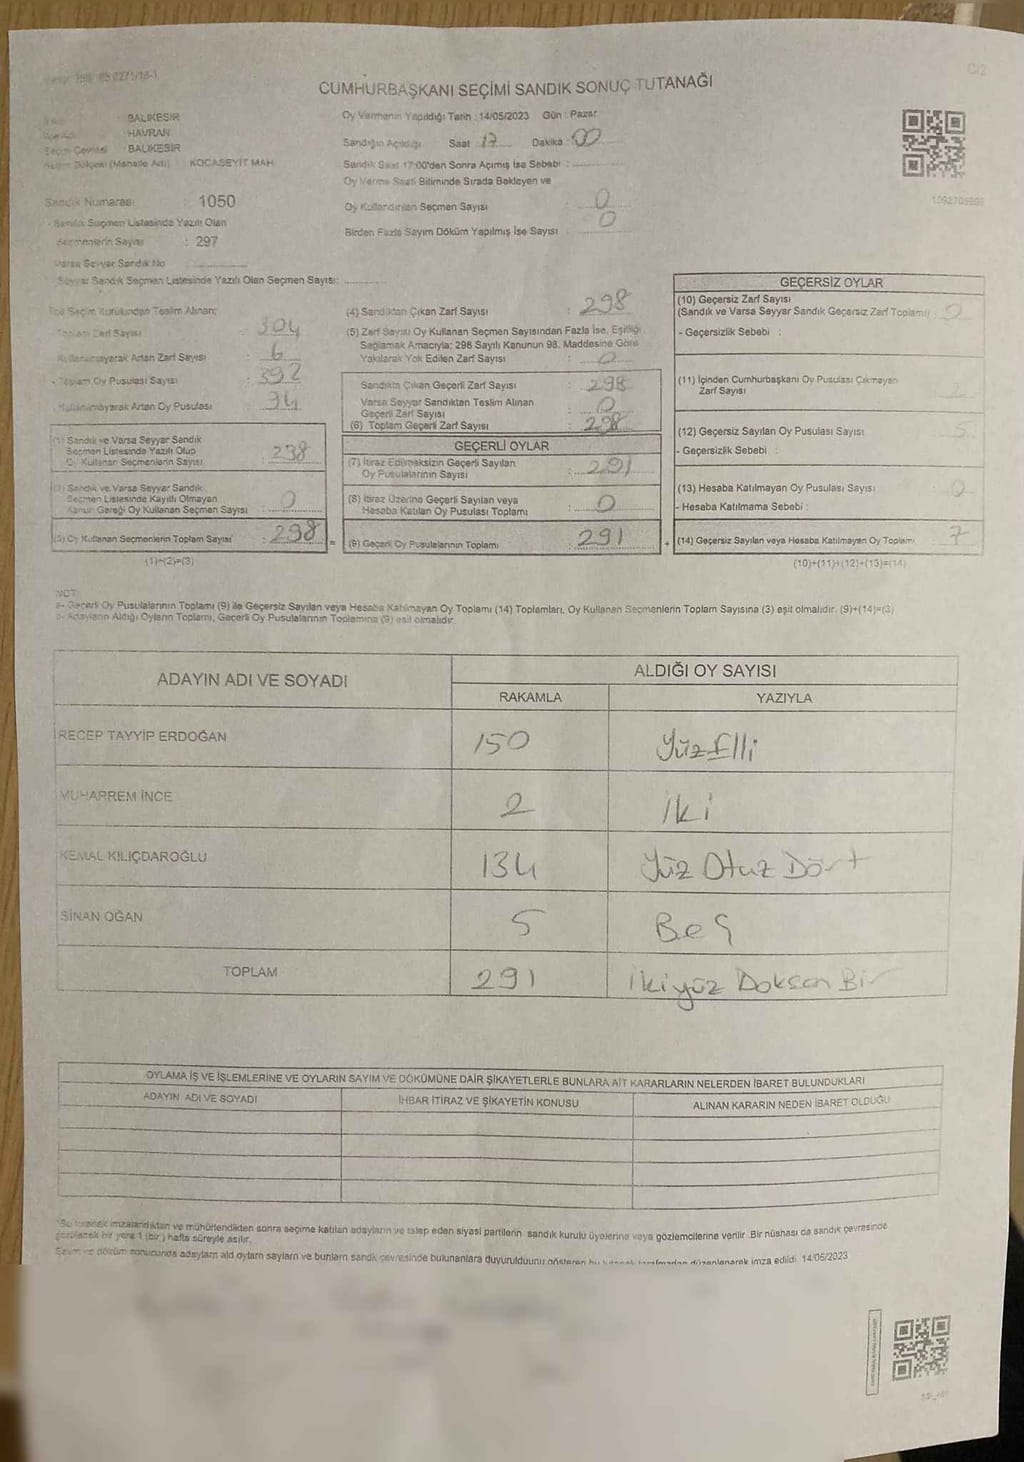 CUMHURBAŞKANI SEÇİMİ SANDIK SONUÇ TUTANAĞI
BALIKESİR
HAVRAN
Seçim Çevresi BALIKESİR
(Mahalle Adı) : KOCASEYİT MAH
Sandık Numarası : 1050
- Sandık Seçmen Listesinde Yazılı Olan
Seçmenlerin Sayısı : 297
Varsa Seyyar Sandık No
Seyyar Sandık Seçmen Listesinde Yazılı Olan Seçmen Sayısı:
Oy Vermenin Yapıldığı Tarih : 14/05/2023 Gün : Pazar
Sandığın Açıldığı Saat 17 Dakika : 00
Sandık Saat 17:00'den Sonra Açımış İse Sebebi :
Oy Verme Saati Bitiminde Sırada Bekleyen ve
Oy Kullandırılan Seçmen Sayısı : 0
Birden Fazla Sayım Döküm Yapılmış İse Sayısı : 0
C/2
İlçe Seçim Kurulundan Teslim Alınan;
- Toplam Zarf Sayısı : 304
- Kullanılmayarak Artan Zarf Sayısı : 6
- Toplam Oy Pusulası Sayısı : 392
- Kullanılmayarak Artan Oy Pusulası : 94
(1) Sandık ve Varsa Seyyar Sandık
Seçmen Listesinde Yazılı Olup
Oy Kullanan Seçmenlerin Sayısı : 298
(2) Sandık ve Varsa Seyyar Sandık
Seçmen Listesinde Kayıtlı Olmayan
Kanun Gereği Oy Kullanan Seçmen Sayısı : 0
(3) Oy Kullanan Seçmenlerin Toplam Sayısı : 298
(1)+(2)=(3)
(4) Sandıktan Çıkan Zarf Sayısı : 298
(5) Zarf Sayısı Oy Kullanan Seçmen Sayısından Fazla İse, Eşitliği
Sağlamak Amacıyla; 298 Sayılı Kanunun 98. Maddesine Göre
Yakılarak Yok Edilen Zarf Sayısı : 0
Sandıkta Çıkan Geçerli Zarf Sayısı : 298
Varsa Seyyar Sandıktan Teslim Alınan
Geçerli Zarf Sayısı : 0
(6) Toplam Geçerli Zarf Sayısı : 298
GEÇERLİ OYLAR
(7) İtiraz Edilmeksizin Geçerli Sayılan
Oy Pusulalarının Sayısı : 291
(8) İtiraz Üzerine Geçerli Sayılan veya
Hesaba Katılan Oy Pusulası Toplamı : 0
(9) Geçerli Oy Pusulalarının Toplamı : 291
GEÇERSİZ OYLAR
(10) Geçersiz Zarf Sayısı
(Sandık ve Varsa Seyyar Sandık Geçersiz Zarf Toplamı) : 0
- Geçersizlik Sebebi :
(11) İçinden Cumhurbaşkanı Oy Pusulası Çıkmayan
Zarf Sayısı 2
(12) Geçersiz Sayılan Oy Pusulası Sayısı 5
- Geçersizlik Sebebi :
(13) Hesaba Katılmayan Oy Pusulası Sayısı 0
- Hesaba Katılmama Sebebi :
(14) Geçersiz Sayılan veya Hesaba Katılmayan Oy Toplamı 7
(10)+(11)+(12)+(13)=(14)
NOT:
a- Geçerli Oy Pusulalarının Toplamı (9) ile Geçersiz Sayılan veya Hesaba Katılmayan Oy Toplamı (14) Toplamları, Oy Kullanan Seçmenlerin Toplam Sayısına (3) eşit olmalıdır. (9)+(14)=(3)
b- Adayların Aldığı Oyların Toplamı, Geçerli Oy Pusulalarının Toplamına (9) eşit olmalıdır.
ADAYIN ADI VE SOYADI
ALDIĞI OY SAYISI
RAKAMLA YAZIYLA
RECEP TAYYİP ERDOĞAN 150 Yüz Elli
MUHARREM İNCE 2 İki
KEMAL KILIÇDAROĞLU 134 Yüz Otuz Dört
SİNAN OĞAN 5 Beş
TOPLAM 291 İkiyüz Doksan Bir
OYLAMA İŞ VE İŞLEMLERİNE VE OYLARIN SAYIM VE DÖKÜMÜNE DAİR ŞİKAYETLERLE BUNLARA AİT KARARLARIN NELERDEN İBARET BULUNDUKLARI
ADAYIN ADI VE SOYADI İHBAR İTİRAZ VE ŞİKAYETİN KONUSU ALINAN KARARIN NEDEN İBARET OLDUĞU
*Bu tutanak imzalandıktan ve mühürlendikten sonra seçime katılan adayların ve talep eden siyasi partilerin sandık kurulu üyelerine veya gözlemcilerine verilir. Bir nüshası da sandık çevresinde
görülecek bir yere 1 (bir) hafta süreyle asılır.
Sayım ve döküm sonucunda adayların ald oyların sayların ve bunların sandık çevresinde bulunanlara duyurulduunu gösteren bu tutanak tarafımızdan düzenlenerek imza edildi. 14/05/2023